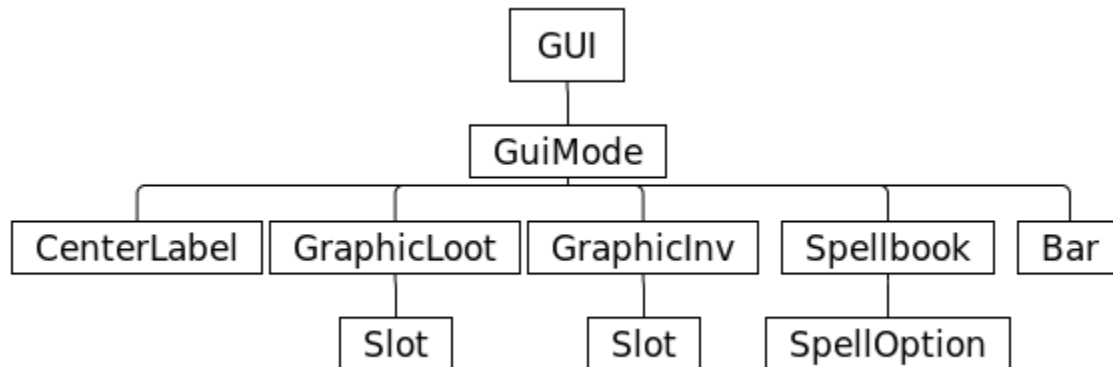 GUI
GuiMode
CenterLabel GraphicLoot GraphicInv Spellbook Bar
Slot Slot SpellOption